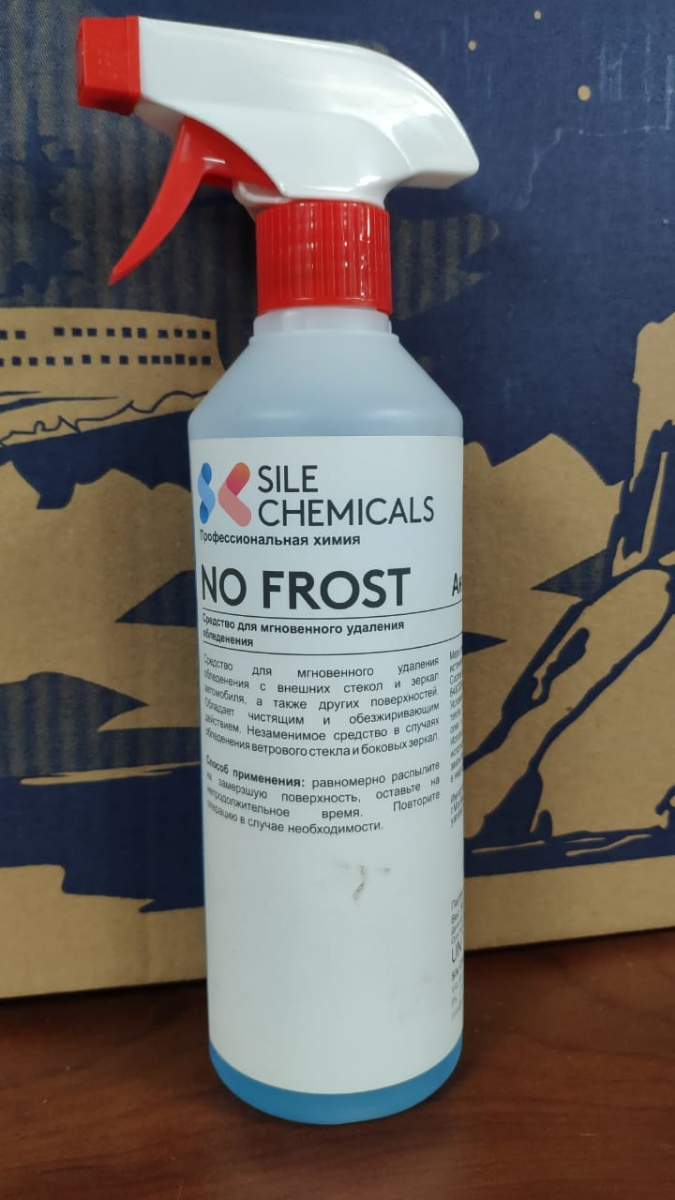 SILE
CHEMICALS
Профессиональная химия
NO FROST
Средство для мгновенного удаления
обледенения
Средство для мгновенного удаления
обледенения с внешних стекол и зеркал
автомобиля, а также других поверхностей.
Обладает чистящим и обезжиривающим
действием. Незаменимое средство в случаях
обледенения ветрового стекла и боковых зеркал.
Способ применения: равномерно распылите
на замерзшую поверхность, оставьте на
непродолжительное время. Повторите
операцию в случае необходимости.